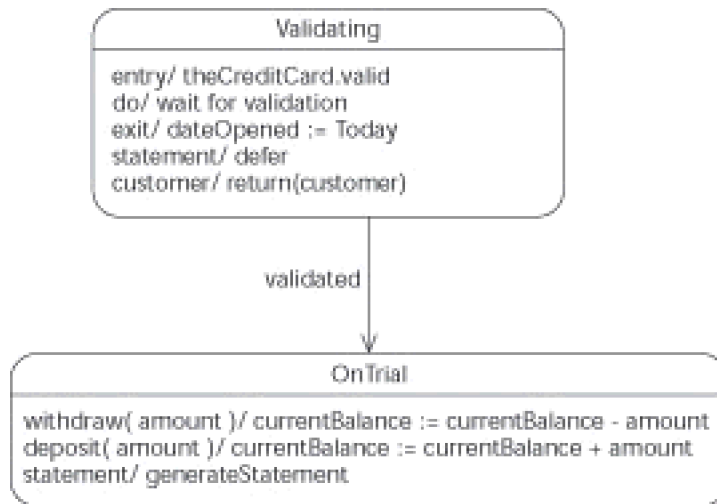 Validating
entry/ theCreditCard.valid
do/ wait for validation
exit/ dateOpened := Today
statement/ defer
customer/ return(customer)
validated
OnTrial
withdraw( amount )/ currentBalance := currentBalance - amount
deposit( amount )/ currentBalance := currentBalance + amount
statement/ generateStatement